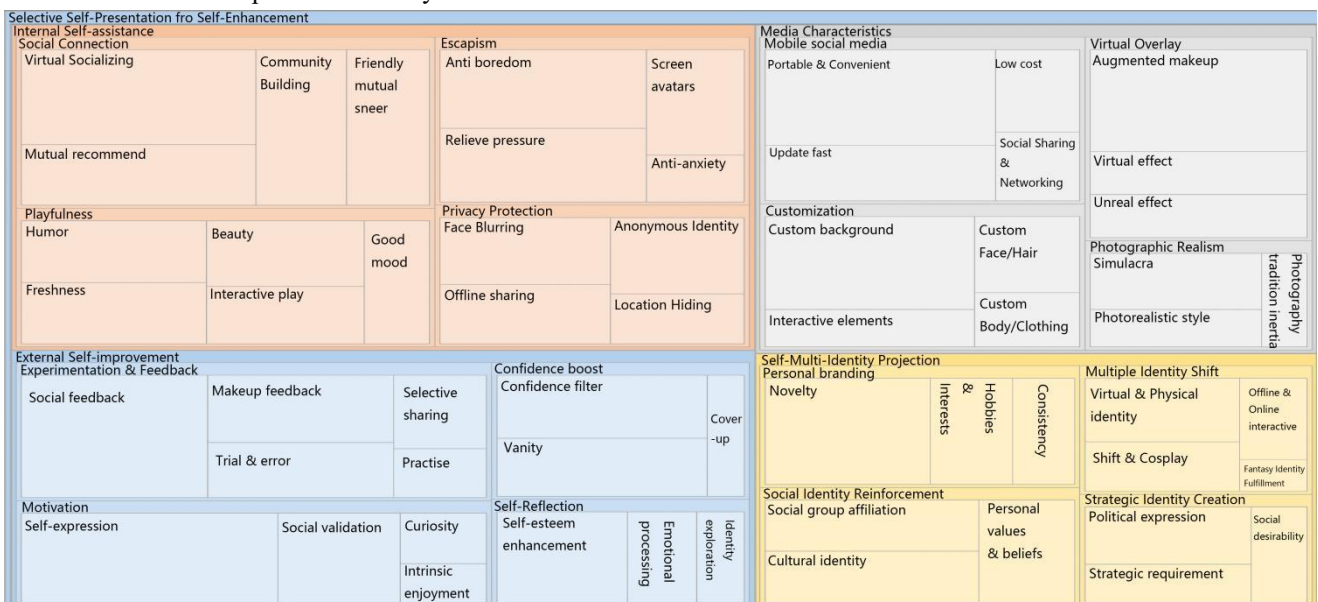 Selective Self-Presentation fro Self-Enhancement
Internal Self-assistance
Social Connection
Virtual Socializing
Community
Building
Friendly
mutual
sneer
Mutual recommend
Escapism
Anti boredom
Screen
avatars
Relieve pressure
Anti-anxiety
Playfulness
Humor
Beauty
Good
mood
Freshness
Interactive play
Privacy Protection
Face Blurring
Anonymous Identity
Offline sharing
Location Hiding
Media Characteristics
Mobile social media
Portable & Convenient
Low cost
Update fast
Social Sharing
&
Networking
Virtual Overlay
Augmented makeup
Virtual effect
Unreal effect
Customization
Custom background
Custom
Face/Hair
Interactive elements
Custom
Body/Clothing
Photographic Realism
Simulacra
Photorealistic style
Photography
tradition inertia
External Self-improvement
Experimentation & Feedback
Social feedback
Makeup feedback
Selective
sharing
Trial & error
Practise
Confidence boost
Confidence filter
Cover
-up
Vanity
Motivation
Self-expression
Social validation
Curiosity
Intrinsic
enjoyment
Self-Reflection
Self-esteem
enhancement
Emotional
processing
Identity
exploration
Self-Multi-Identity Projection
Personal branding
Novelty
Hobbies
&
Interests
Consistency
Multiple Identity Shift
Virtual & Physical
identity
Offline &
Online
interactive
Shift & Cosplay
Fantasy Identity
Fulfillment
Social Identity Reinforcement
Social group affiliation
Personal
values
& beliefs
Cultural identity
Strategic Identity Creation
Political expression
Social
desirability
Strategic requirement